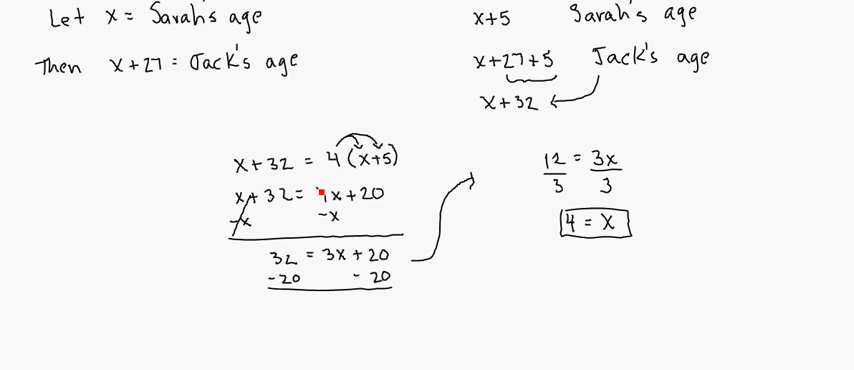 Let x = Sarah's age
Then x+27 = Jack's age
x+5 Sarah's age
x+27+5 Jack's age
x+32
x+32 = 4(x+5)
x+32 = 4x+20
-x -x
32 = 3x+20
-20 -20
12/3 = 3x/3
4 = x